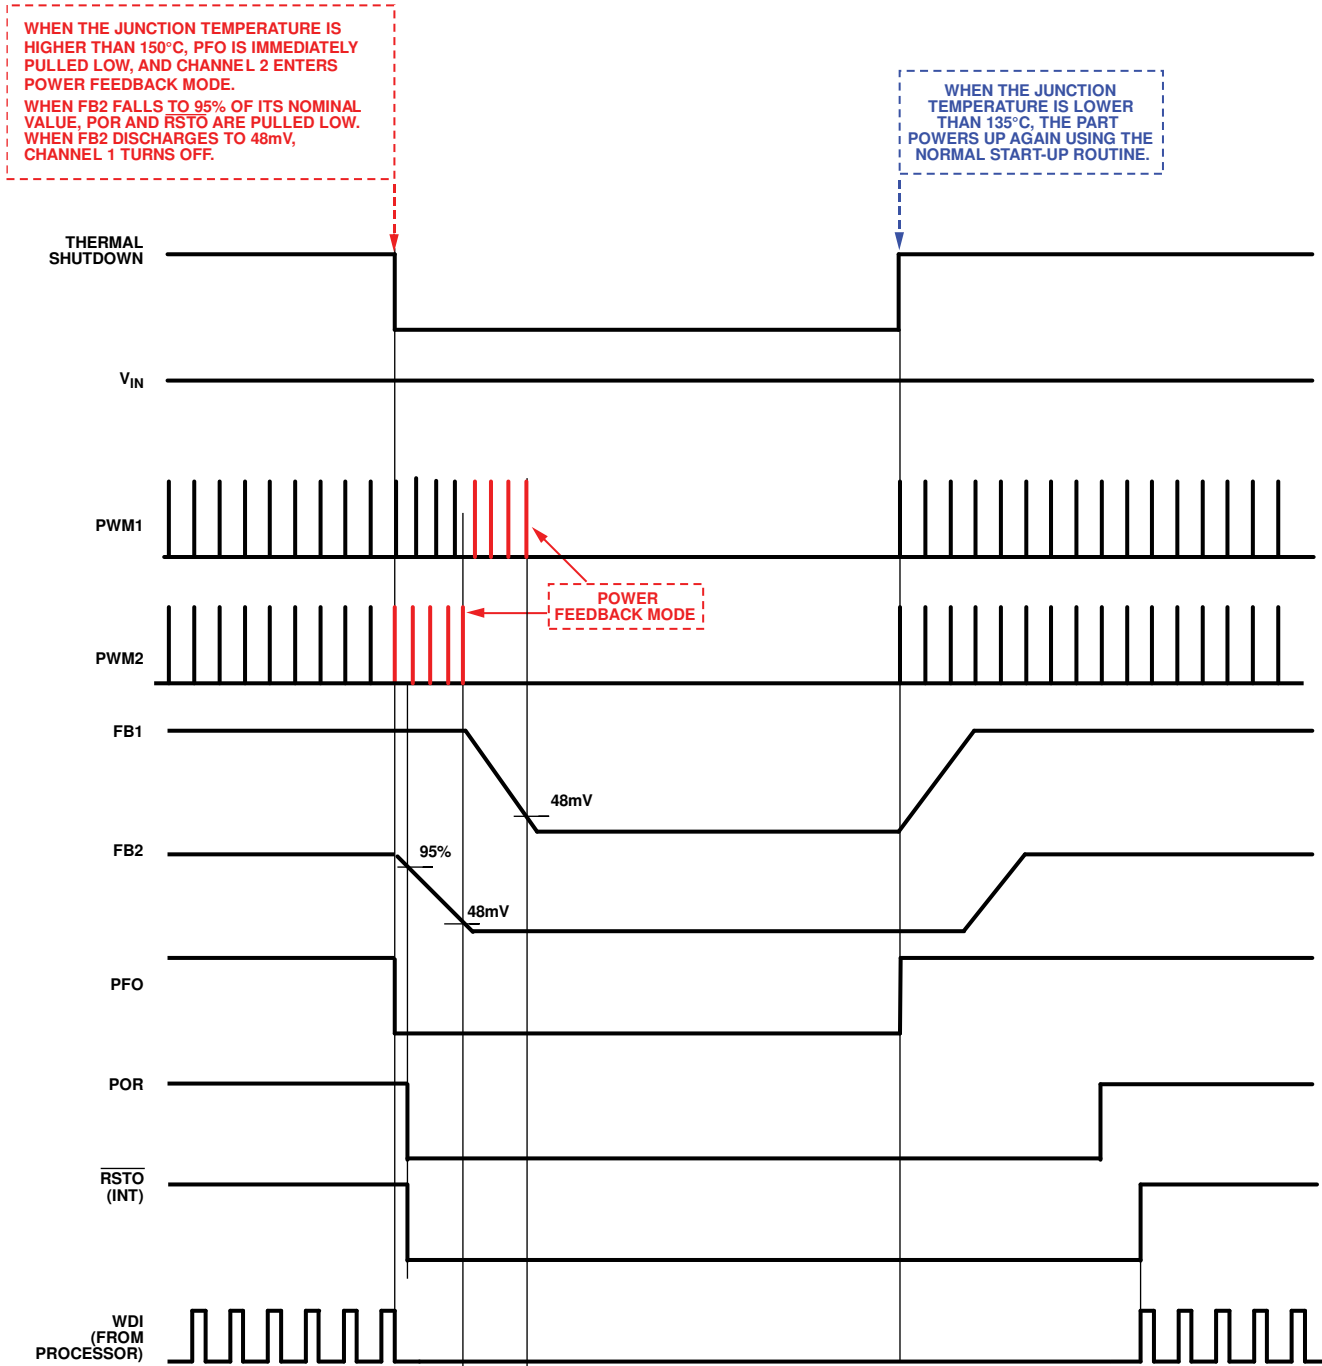 WHEN THE JUNCTION TEMPERATURE IS
HIGHER THAN 150°C, PFO IS IMMEDIATELY
PULLED LOW, AND CHANNEL 2 ENTERS
POWER FEEDBACK MODE.
WHEN FB2 FALLS TO 95% OF ITS NOMINAL
VALUE, POR AND RSTO ARE PULLED LOW.
WHEN FB2 DISCHARGES TO 48mV,
CHANNEL 1 TURNS OFF.
WHEN THE JUNCTION
TEMPERATURE IS LOWER
THAN 135°C, THE PART
POWERS UP AGAIN USING THE
NORMAL START-UP ROUTINE.
THERMAL
SHUTDOWN
VIN
PWM1
POWER
FEEDBACK MODE
PWM2
FB1
48mV
FB2
95%
48mV
PFO
POR
RSTO
(INT)
WDI
(FROM
PROCESSOR)